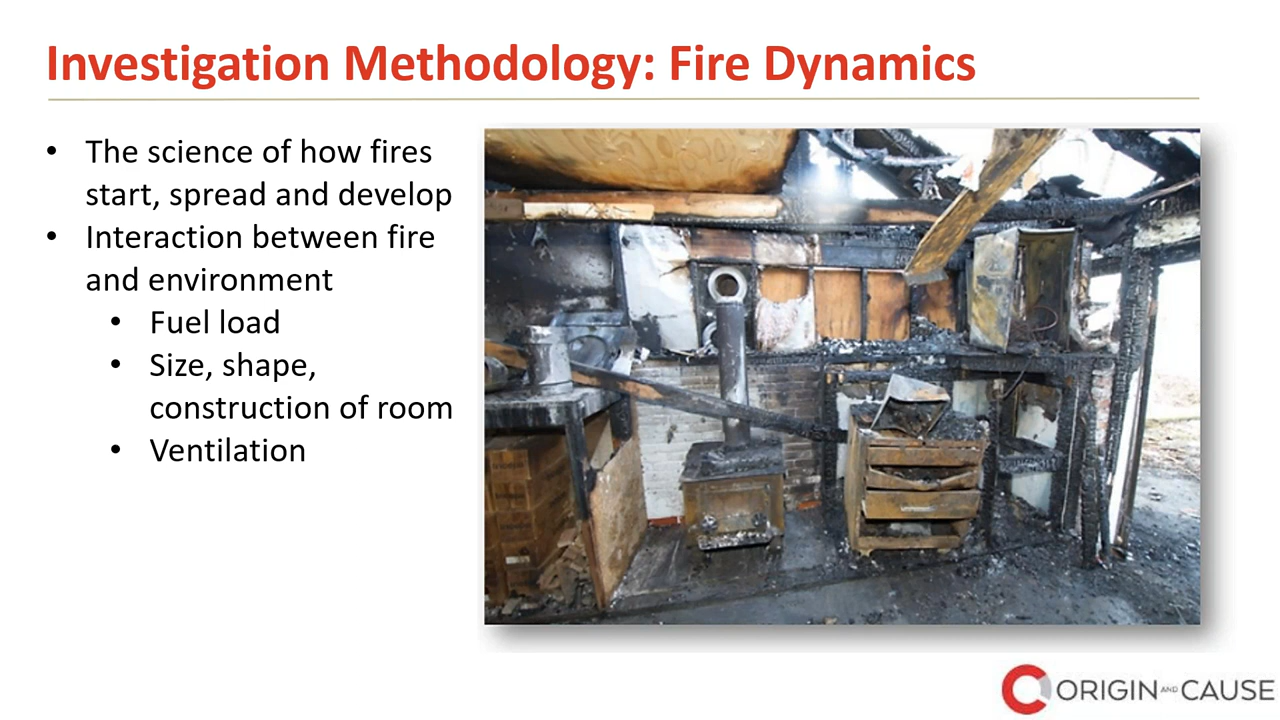 Investigation Methodology: Fire Dynamics
• The science of how fires
start, spread and develop
• Interaction between fire
and environment
• Fuel load
• Size, shape,
construction of room
• Ventilation
ORIGIN AND CAUSE